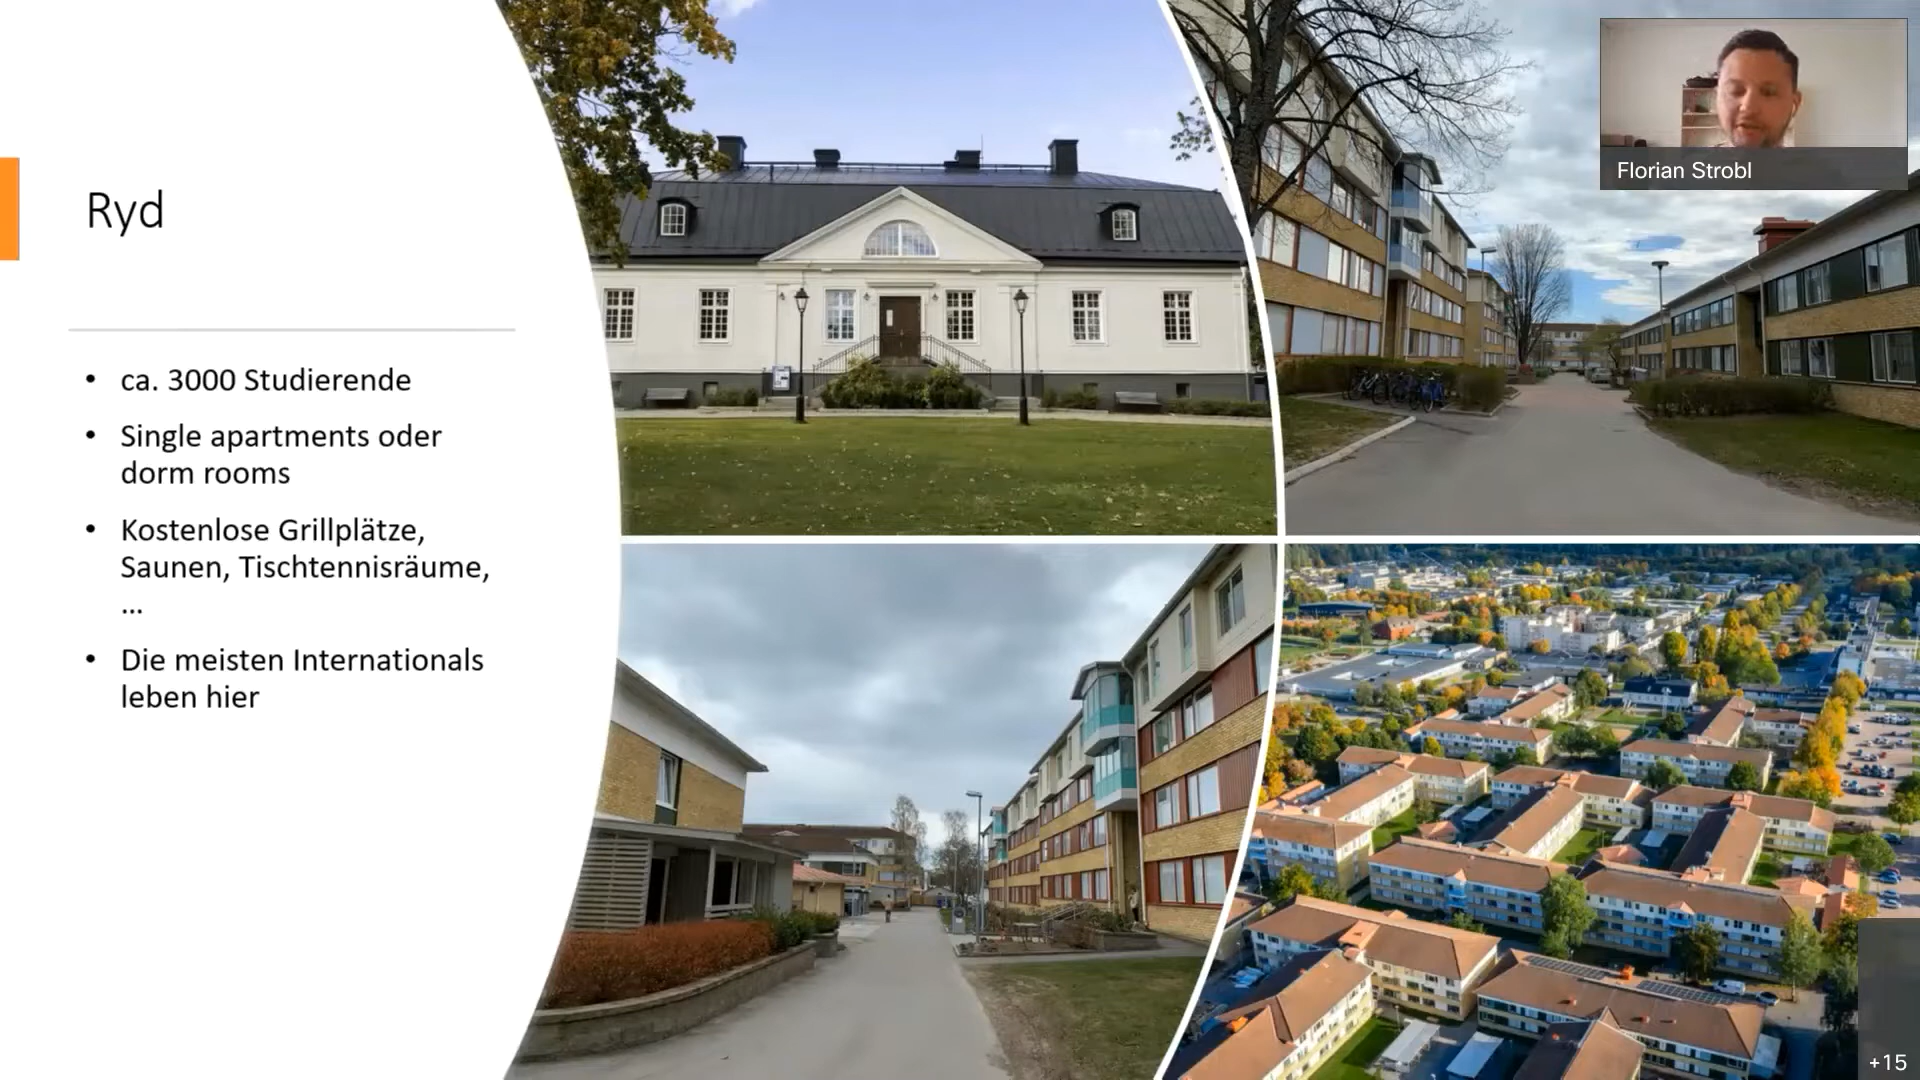 Ryd
• ca. 3000 Studierende
• Single apartments oder
dorm rooms
• Kostenlose Grillplätze,
Saunen, Tischtennisräume,
...
• Die meisten Internationals
leben hier
Florian Strobl
+15